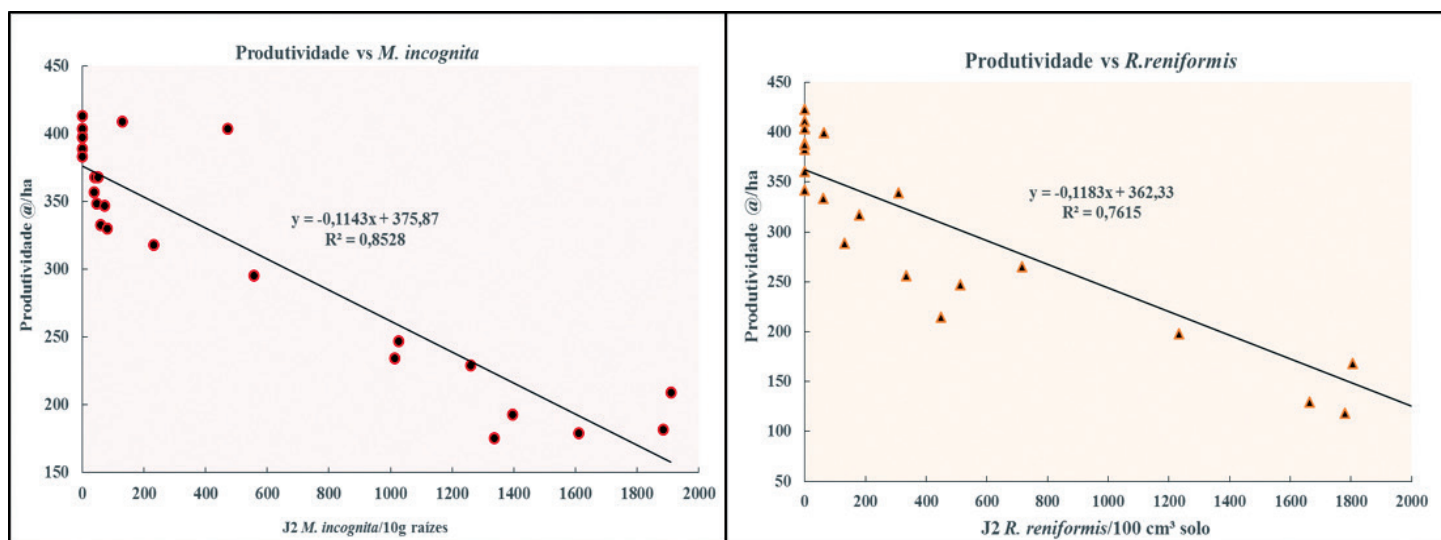 Produtividade vs M. incognita
Produtividade @/ha
450
400
350
300
250
200
150
y = -0,1143x + 375,87
R² = 0,8528
0 200 400 600 800 1000 1200 1400 1600 1800 2000
J2 M. incognita/10g raízes
Produtividade vs R.reniformis
Produtividade @/ha
450
400
350
300
250
200
150
100
50
y = -0,1183x + 362,33
R² = 0,7615
0 200 400 600 800 1000 1200 1400 1600 1800 2000
J2 R. reniformis/100 cm³ solo